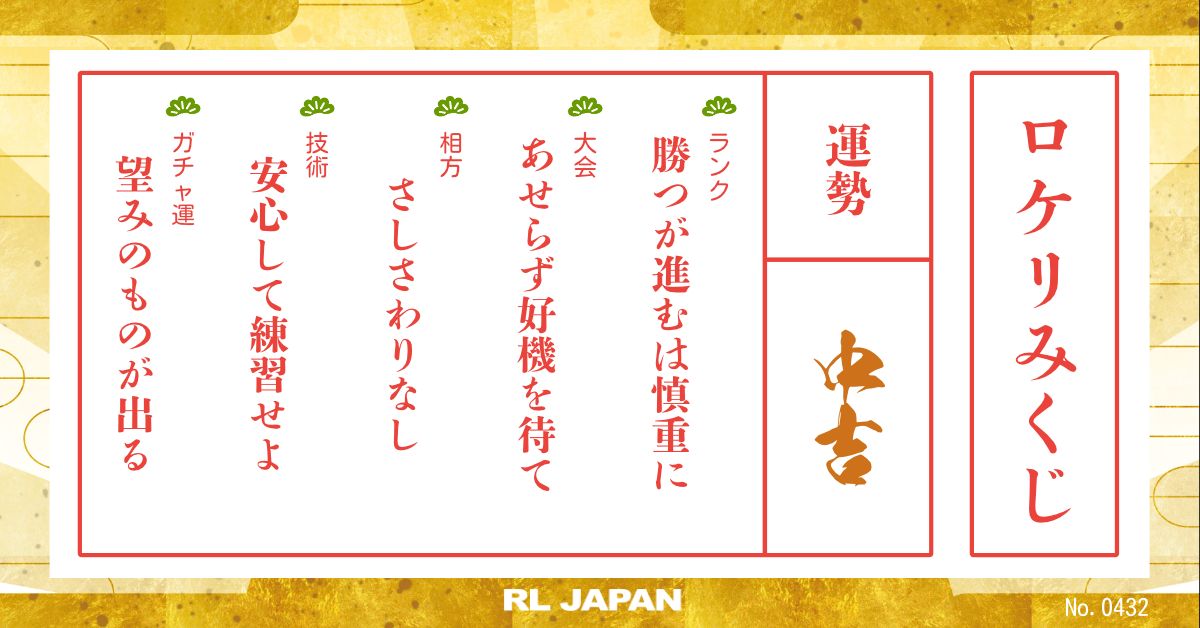 ロケリみくじ
運勢
中吉
ランク
勝つが進むは慎重に
大会
あせらず好機を待て
相方
さしさわりなし
技術
安心して練習せよ
ガチャ運
望みのものが出る
RL JAPAN
No. 0432